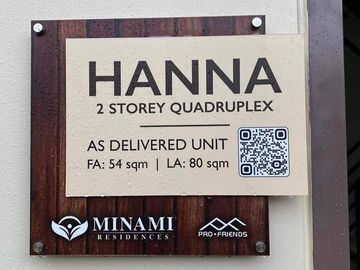 HANNA
2 STOREY QUADRUPLEX
AS DELIVERED UNIT
FA: 54 sqm | LA: 80 sqm
MINAMI
RESIDENCES
PRO•FRIENDS